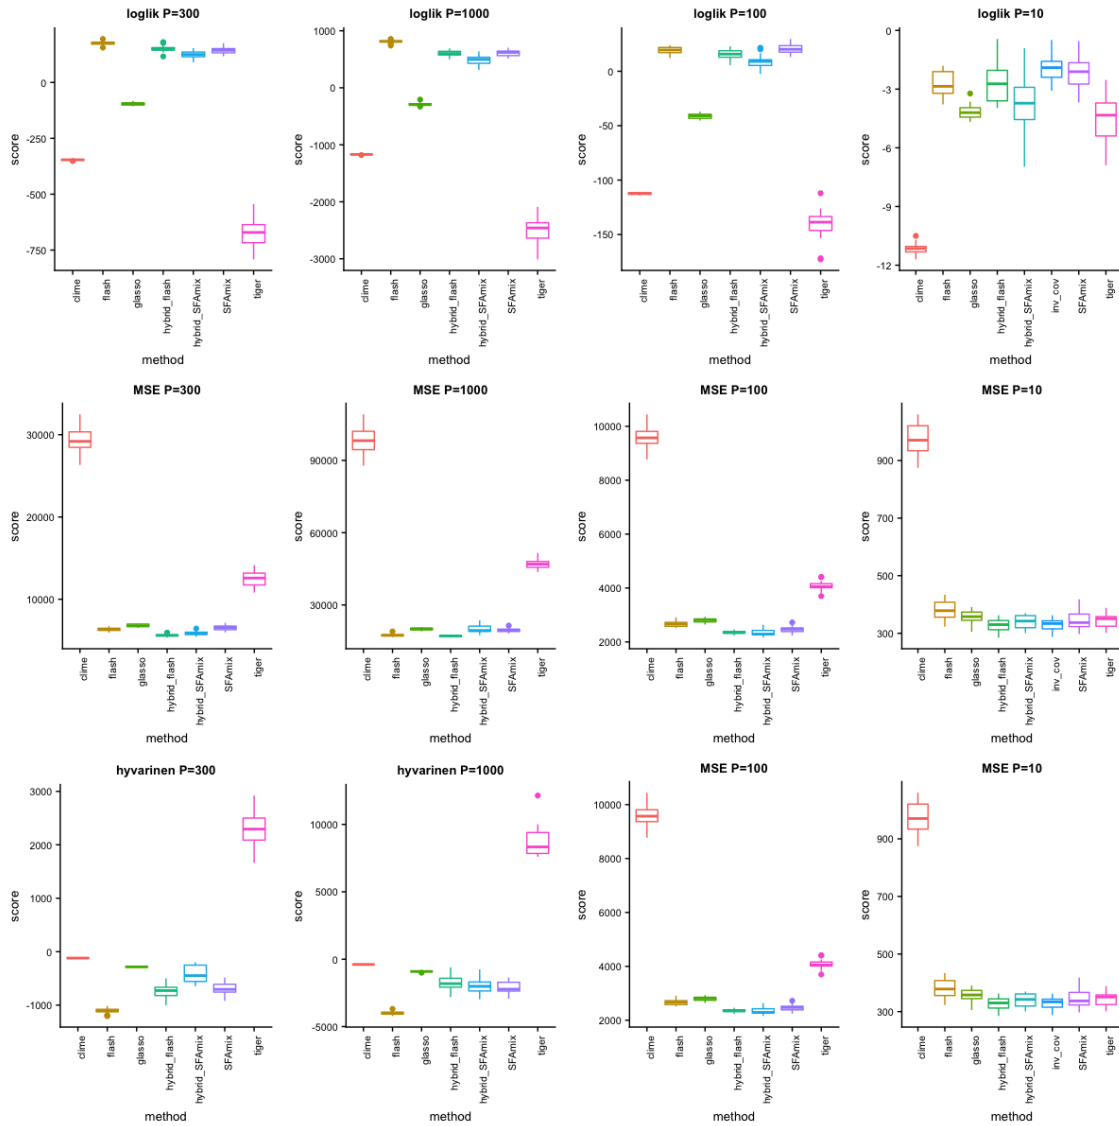 loglik P=300
score
0
-250
-500
-750
clime
flash
glasso
hybrid_flash
hybrid_SFAmix
SFAmix
tiger
method
loglik P=1000
score
1000
0
-1000
-2000
-3000
clime
flash
glasso
hybrid_flash
hybrid_SFAmix
SFAmix
tiger
method
loglik P=100
score
0
-50
-100
-150
clime
flash
glasso
hybrid_flash
hybrid_SFAmix
SFAmix
tiger
method
loglik P=10
score
0
-3
-6
-9
-12
clime
flash
glasso
hybrid_flash
hybrid_SFAmix
inv_cov
SFAmix
tiger
method
MSE P=300
score
30000
20000
10000
clime
flash
glasso
hybrid_flash
hybrid_SFAmix
SFAmix
tiger
method
MSE P=1000
score
90000
60000
30000
clime
flash
glasso
hybrid_flash
hybrid_SFAmix
SFAmix
tiger
method
MSE P=100
score
10000
8000
6000
4000
2000
clime
flash
glasso
hybrid_flash
hybrid_SFAmix
SFAmix
tiger
method
MSE P=10
score
900
700
500
300
clime
flash
glasso
hybrid_flash
hybrid_SFAmix
inv_cov
SFAmix
tiger
method
hyvarinen P=300
score
3000
2000
1000
0
-1000
clime
flash
glasso
hybrid_flash
hybrid_SFAmix
SFAmix
tiger
method
hyvarinen P=1000
score
10000
5000
0
-5000
clime
flash
glasso
hybrid_flash
hybrid_SFAmix
SFAmix
tiger
method
MSE P=100
score
10000
8000
6000
4000
2000
clime
flash
glasso
hybrid_flash
hybrid_SFAmix
SFAmix
tiger
method
MSE P=10
score
900
700
500
300
clime
flash
glasso
hybrid_flash
hybrid_SFAmix
inv_cov
SFAmix
tiger
method